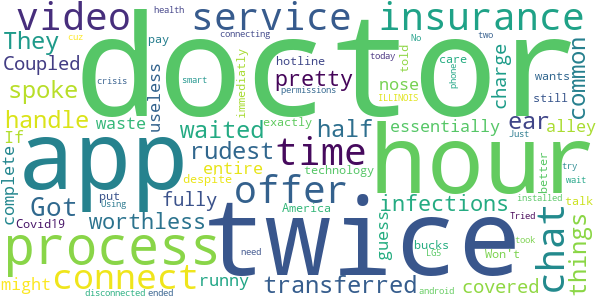 video service insurance
They doctor common
Coupled health connecting pay crisis smart hotline today No two care phone
spoke useless immediatly pretty told wants
handle waste nose charge still ILLINOIS
If app waited half time essentially ear alley
complete rudest exactly hour permissions cuz Just
Got entire despite technology better try wait
put using fully offer infections installed talk
Covid19 worthless America guess chat Tried things
process twice bucks LGS Won't took
might connect runny need transferred android covered
disconnected ended